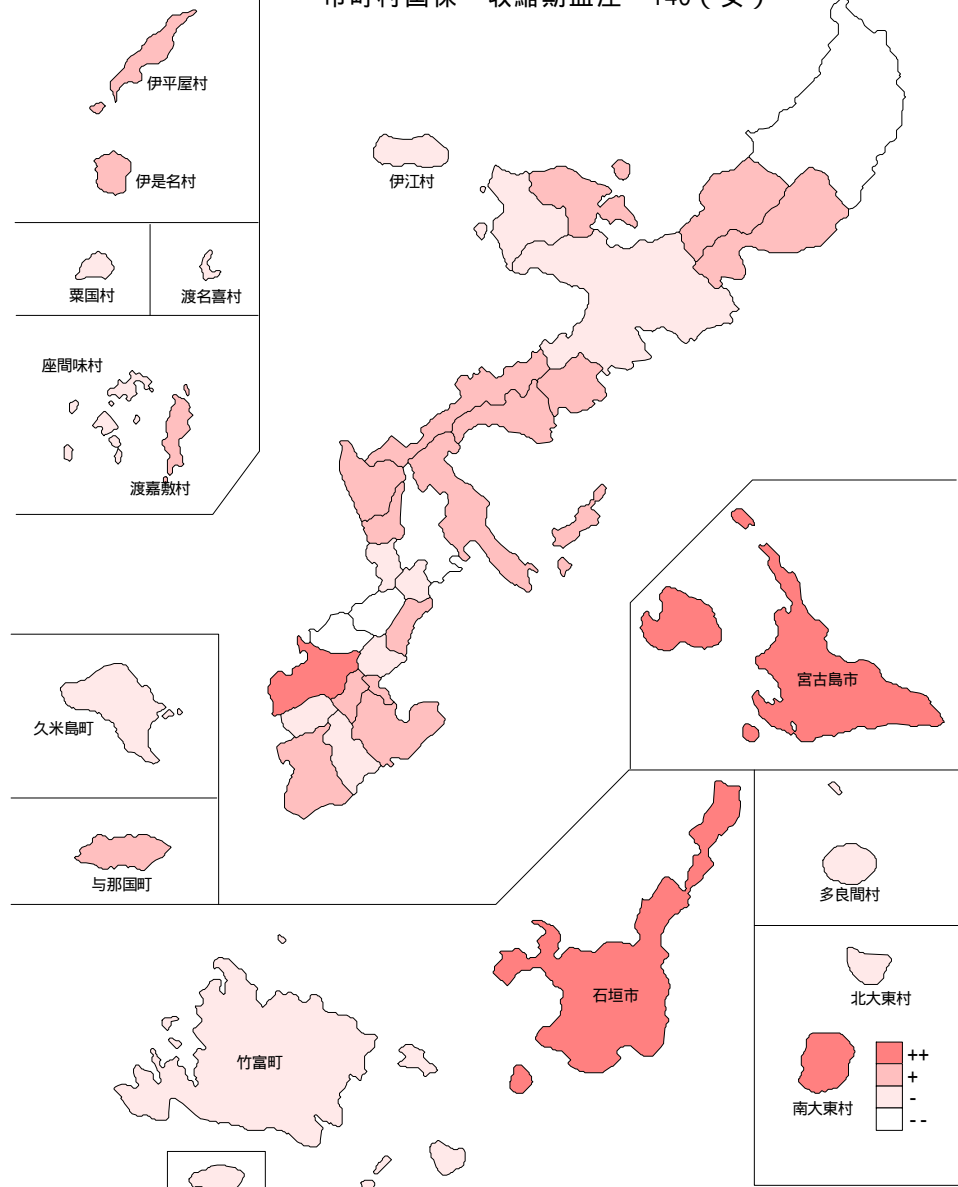 伊平屋村
伊是名村
伊江村
粟国村
渡名喜村
座間味村
渡嘉敷村
宮古島市
久米島町
与那国町
多良間村
北大東村
石垣市
竹富町
南大東村
++
+
-
--